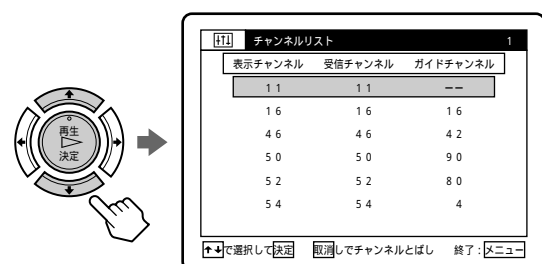 再生
決定
チャンネルリスト 1
表示チャンネル 受信チャンネル ガイドチャンネル
11 11 −−
16 16 16
46 46 42
50 50 90
52 52 80
54 54 4
で選択して決定 取消しでチャンネルとばし 終了:メニュー